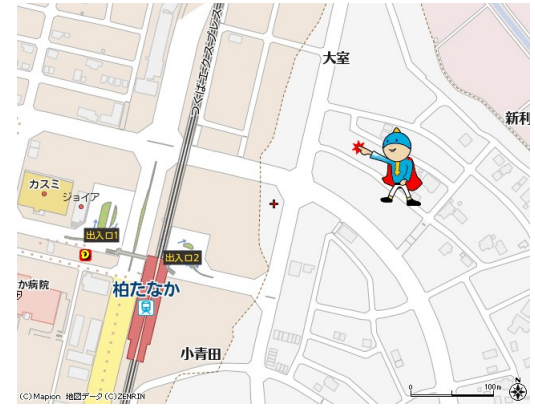 大室
新利
つくばエクスプレス
カスミ
ジョイア
出入口1
出入口2
か病院
柏たなか
小青田
0 100m
(C)Mapion 地図データ(C)ZENRIN